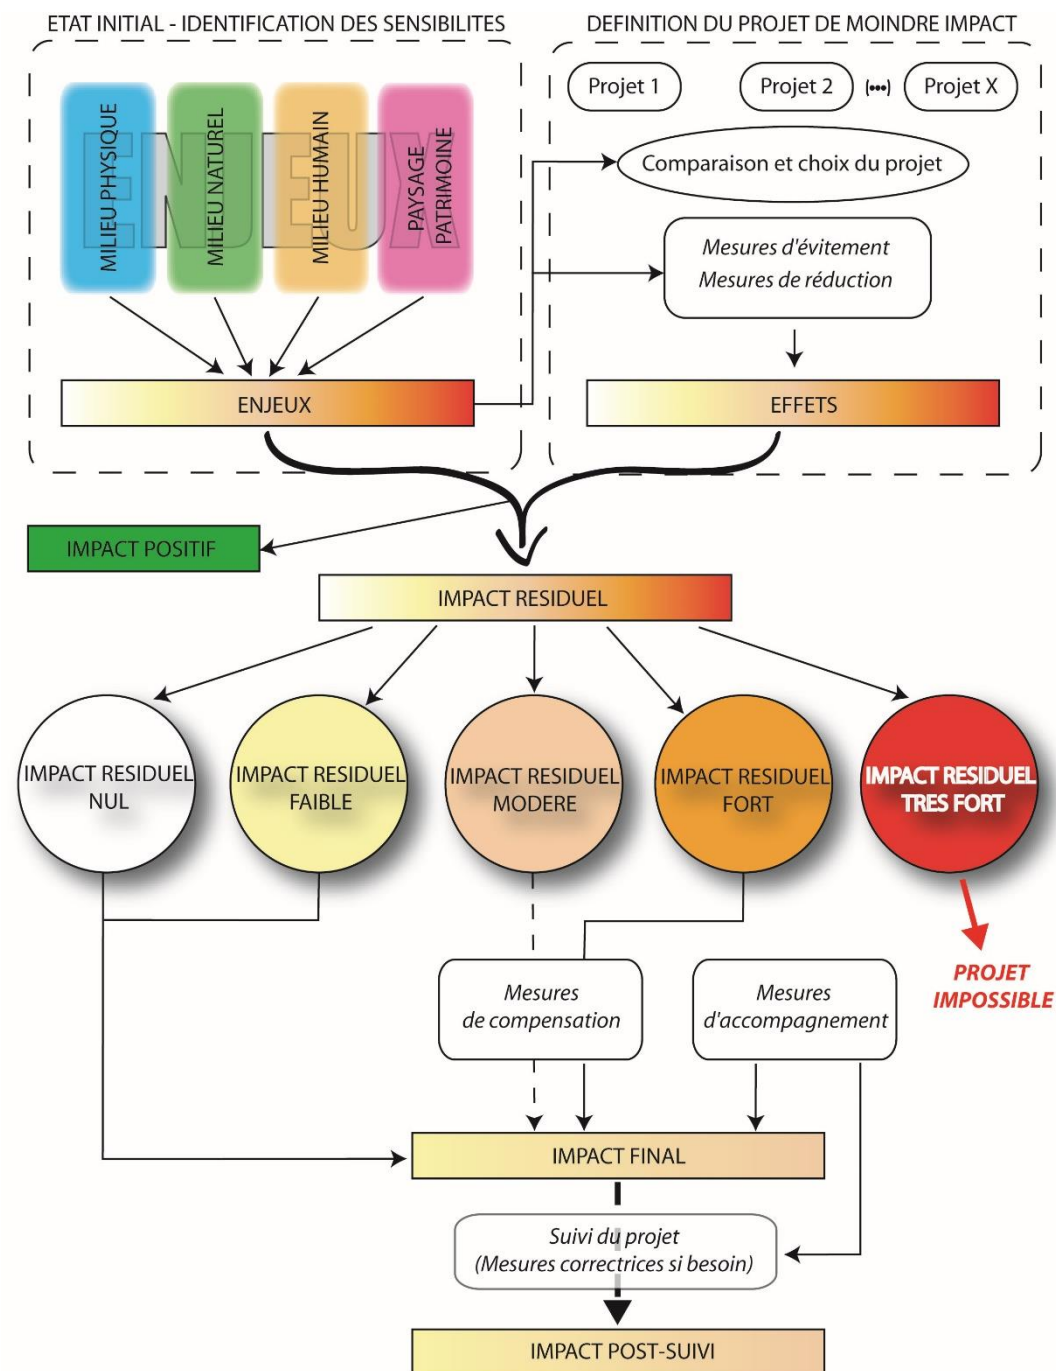 ETAT INITIAL - IDENTIFICATION DES SENSIBILITES
DEFINITION DU PROJET DE MOINDRE IMPACT
ENJEUX
MILIEU PHYSIQUE
MILIEU NATUREL
MILIEU HUMAIN
PAYSAGE
PATRIMOINE
ENJEUX
Projet 1
Projet 2
(•••)
Projet X
Comparaison et choix du projet
Mesures d'évitement
Mesures de réduction
EFFETS
IMPACT POSITIF
IMPACT RESIDUEL
IMPACT RESIDUEL
NUL
IMPACT RESIDUEL
FAIBLE
IMPACT RESIDUEL
MODERE
IMPACT RESIDUEL
FORT
IMPACT RESIDUEL
TRES FORT
PROJET
IMPOSSIBLE
Mesures
de compensation
Mesures
d'accompagnement
IMPACT FINAL
Suivi du projet
(Mesures correctrices si besoin)
IMPACT POST-SUIVI